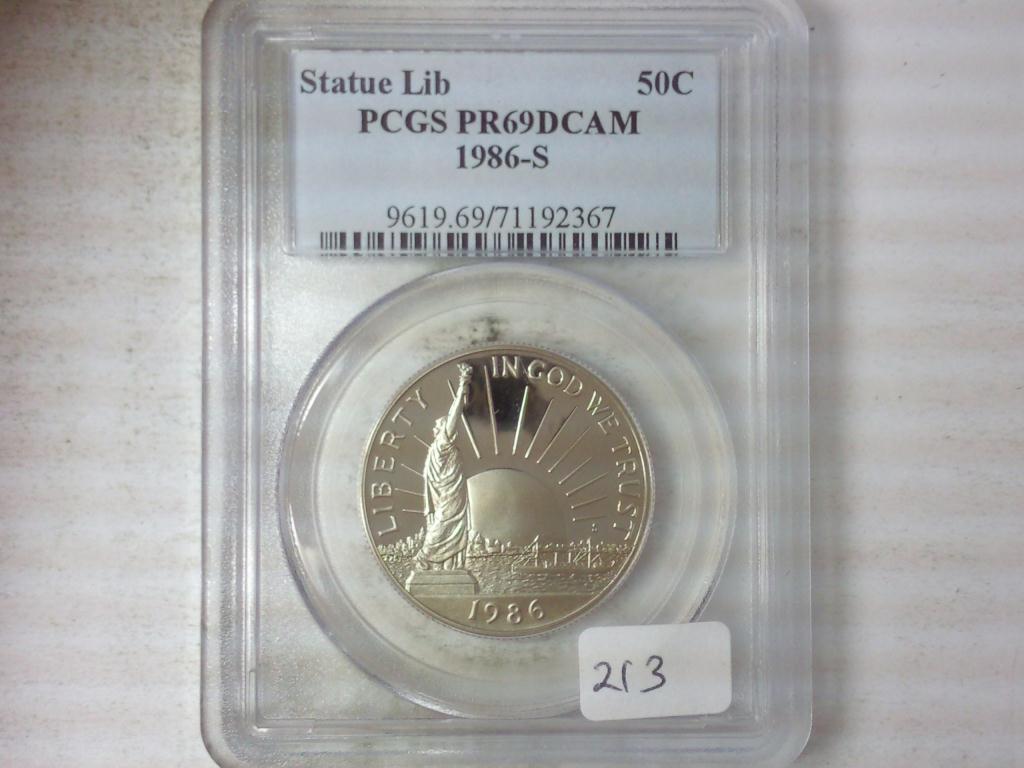 Statue Lib 50C
PCGS PR69DCAM
1986-S
9619.69/71192367
LIBERTY
IN GOD WE TRUST
S
1986
213